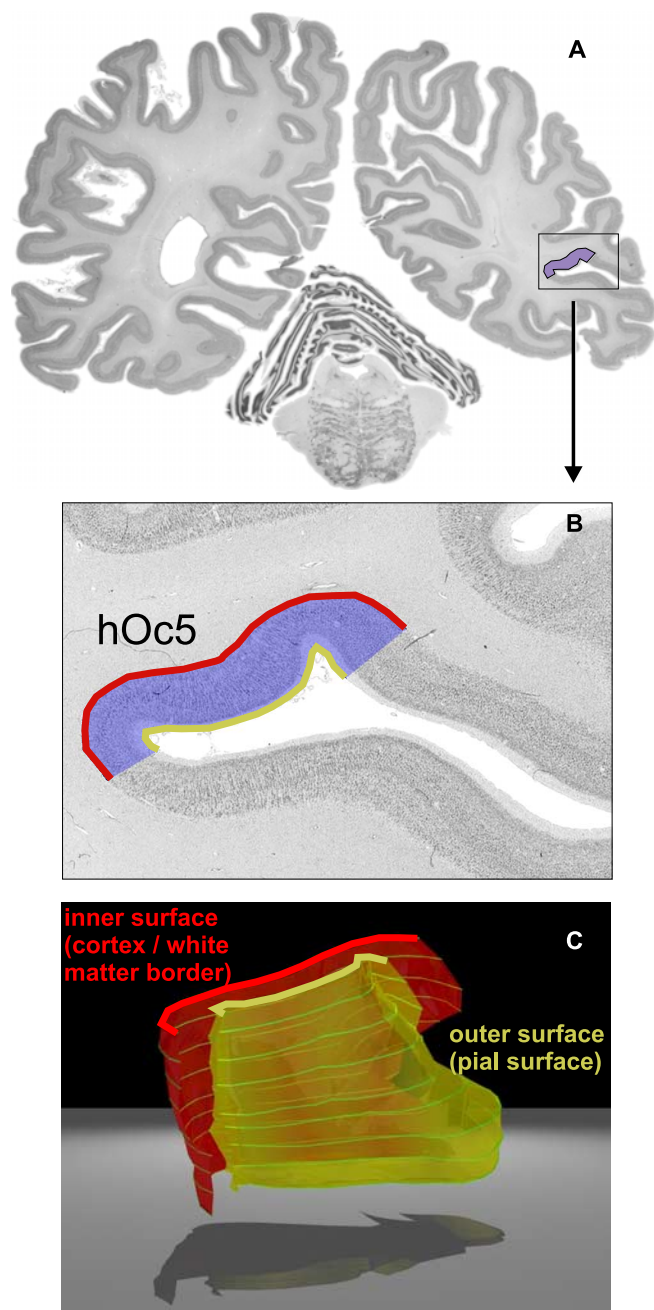 A
B
hOc5
inner surface
(cortex / white
matter border)
C
outer surface
(pial surface)